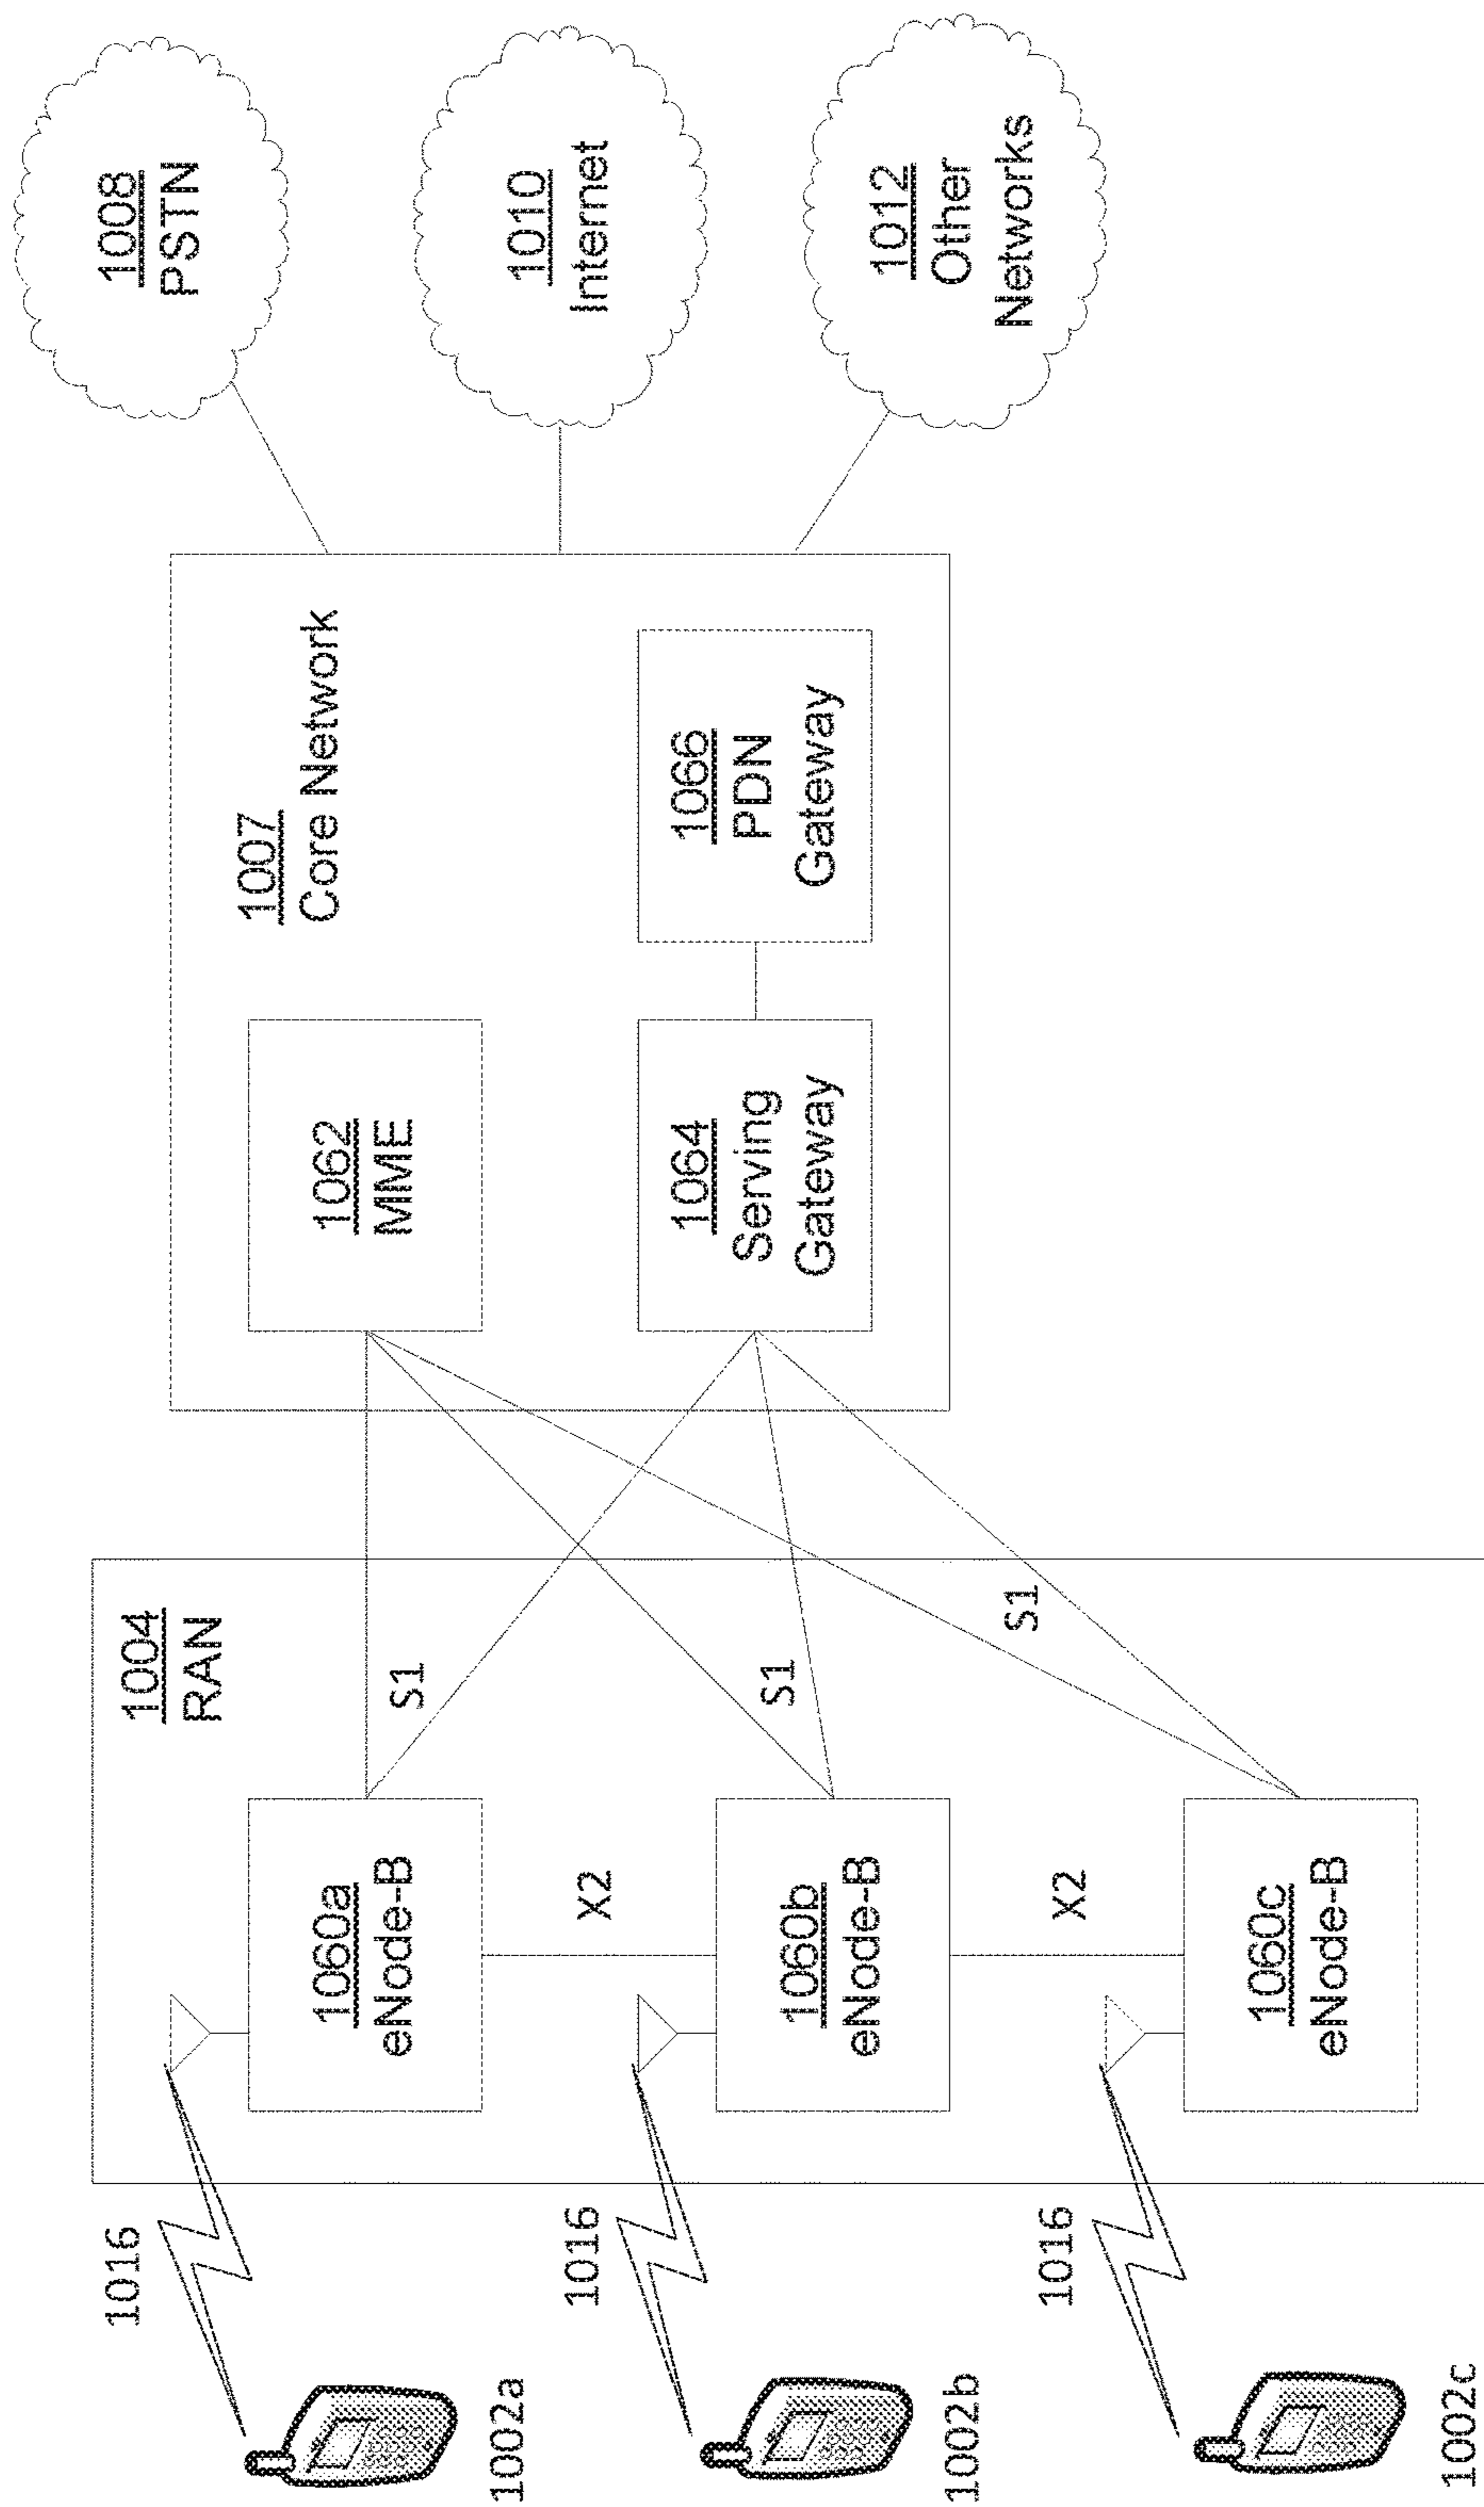 1002a
1016
1002b
1016
1002c
1016
1004
RAN
1060a
eNode-B
X2
1060b
eNode-B
X2
1060c
eNode-B
S1
S1
S1
1007
Core Network
1062
MME
1064
Serving
Gateway
1066
PDN
Gateway
1008
PSTN
1010
Internet
1012
Other
Networks